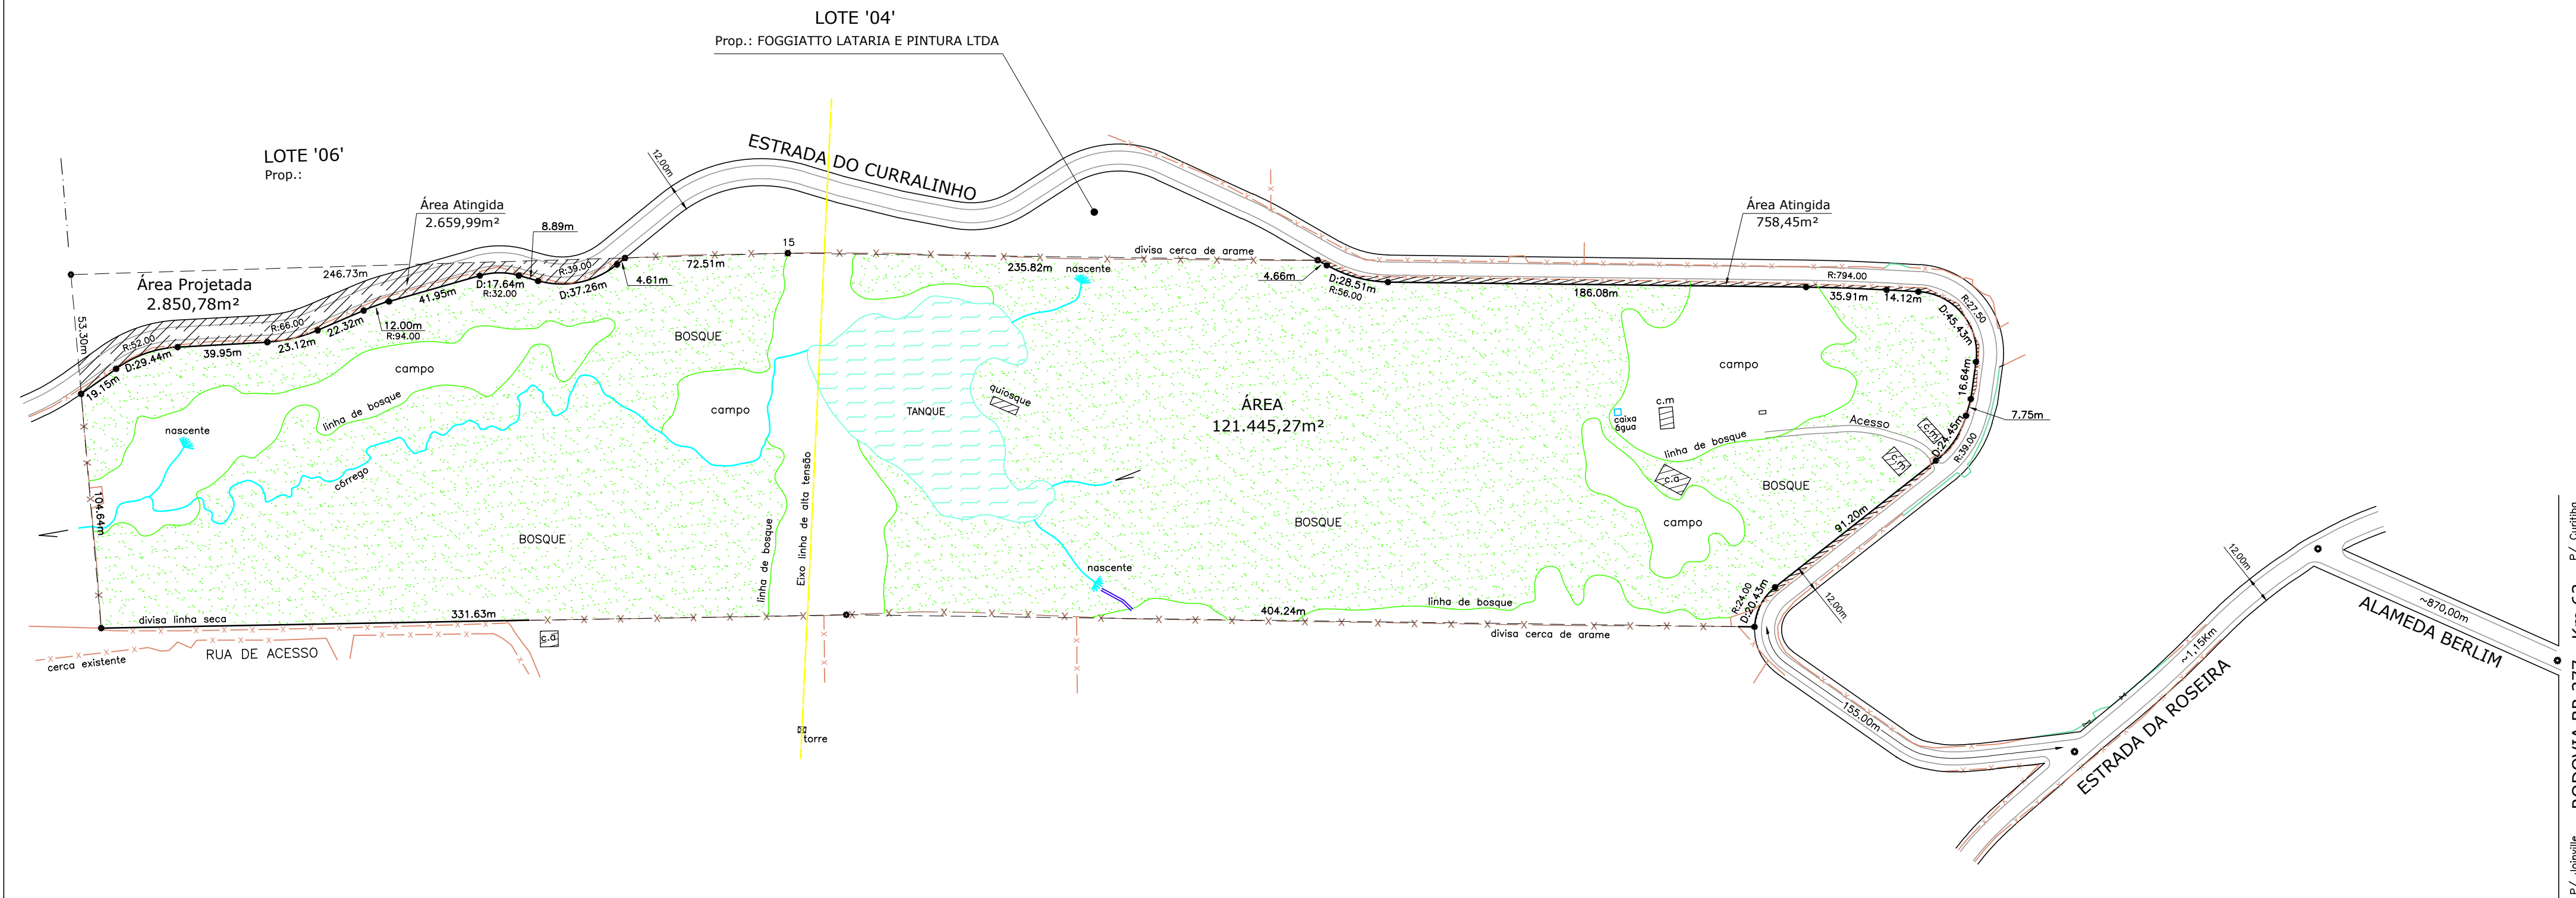 LOTE '04'
Prop.: FOGGIATTO LATARIA E PINTURA LTDA
LOTE '06'
Prop.:
ESTRADA DO CURRALINHO
12,00m
Área Atingida
2.659,99m²
8.89m
Área Atingida
758,45m²
15
divisa cerca de arame
246.73m
R:39.00
72.51m
235.82m
nascente
4.61m
4.66m
D:28.51m
R:56.00
186.08m
R:794.00
35.91m
14.12m
R:27.50
D:45.43m
Área Projetada
2.850,78m²
41.95m
D:17.64m
R:32.00
D:37.26m
53.30m
R:52.00
R:66.00
12.00m
R:94.00
22.32m
23.12m
39.95m
D:29.44m
19.15m
BOSQUE
campo
campo
campo
linha de bosque
TANQUE
quiosque
ÁREA
121.445,27m²
c.m
caixa
água
linha de bosque
Acesso
c.m
c.m
16.64m
7.75m
D:24.45m
R:39.00
nascente
córrego
104.64m
c.a
BOSQUE
campo
BOSQUE
BOSQUE
Eixo linha de alta tensão
linha de bosque
nascente
91.20m
12,00m
R:24.00
D:20.43m
linha de bosque
divisa linha seca
331.63m
404.24m
divisa cerca de arame
c.a
RUA DE ACESSO
cerca existente
torre
155.00m
12,00m
~870,00m
ALAMEDA BERLIM
~1,15Km
ESTRADA DA ROSEIRA
P/ Curitiba
P/ Joinville